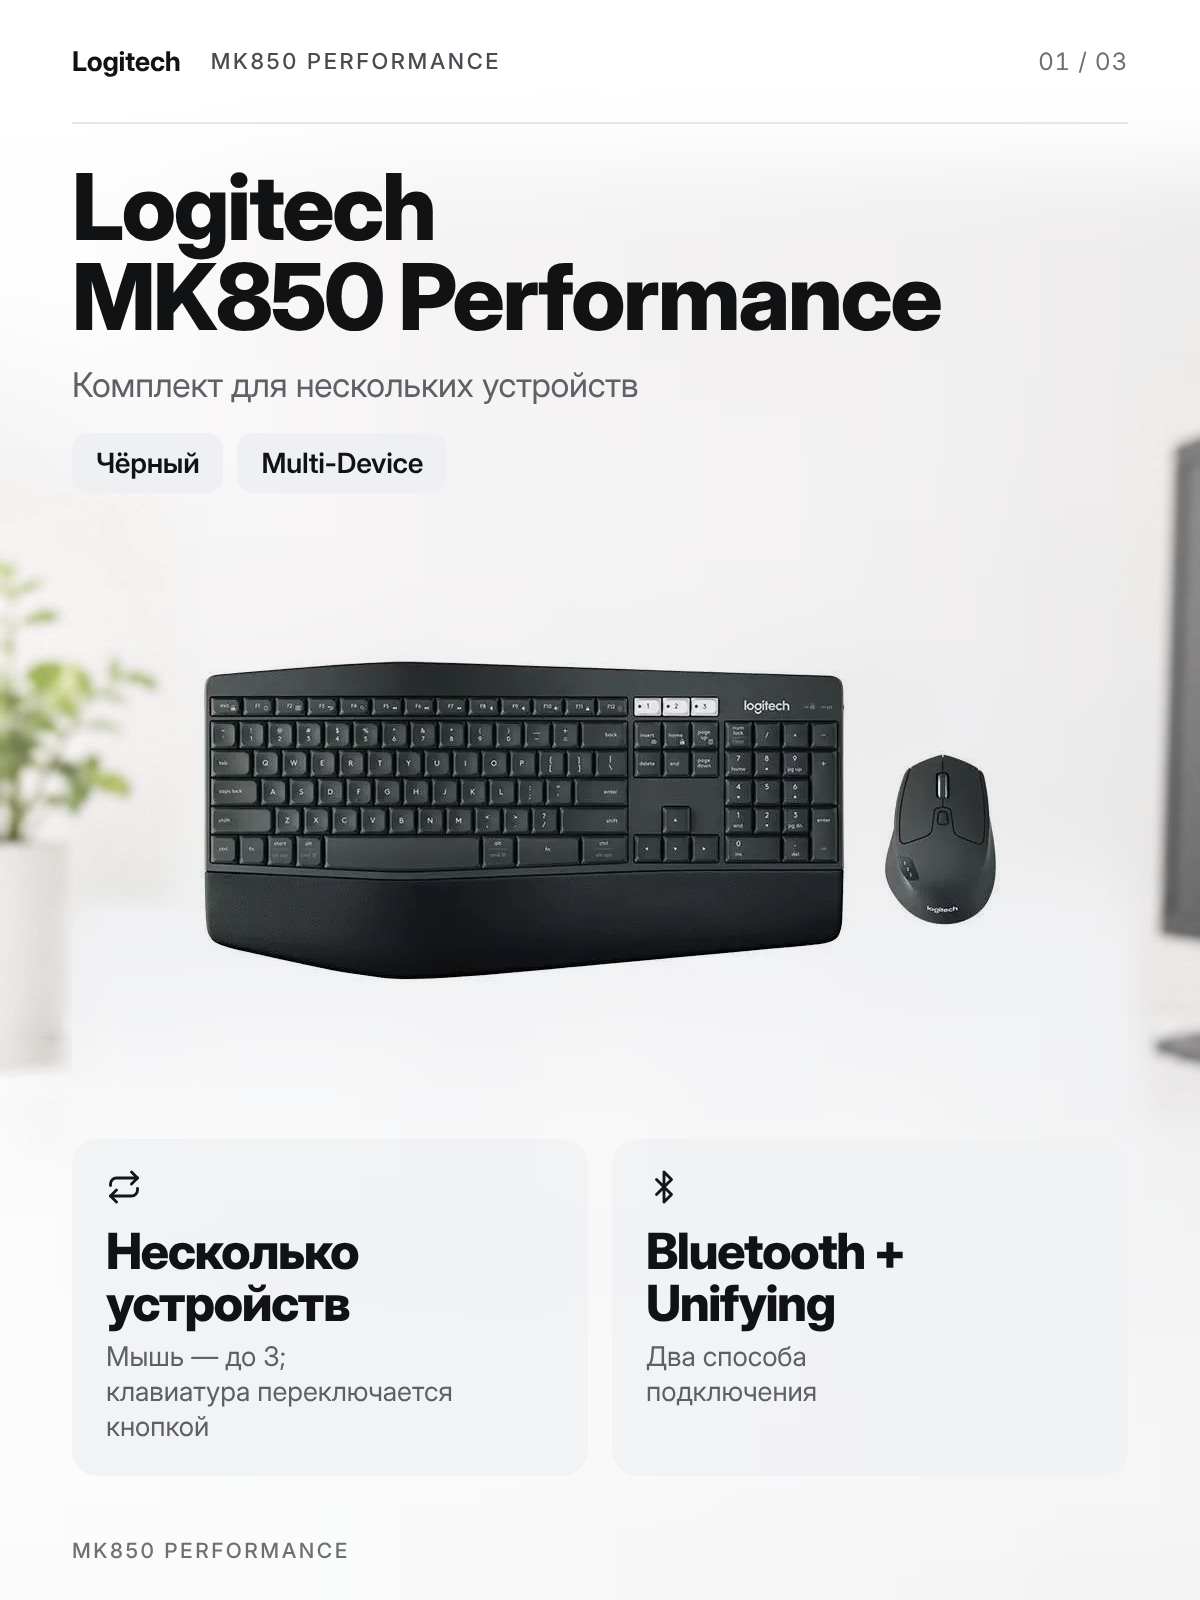 Logitech MK850 PERFORMANCE 01 / 03
Logitech
MK850 Performance
Комплект для нескольких устройств
Чёрный Multi-Device
logitech
logitech
Несколько
устройств
Мышь — до 3;
клавиатура переключается
кнопкой
Bluetooth +
Unifying
Два способа
подключения
MK850 PERFORMANCE